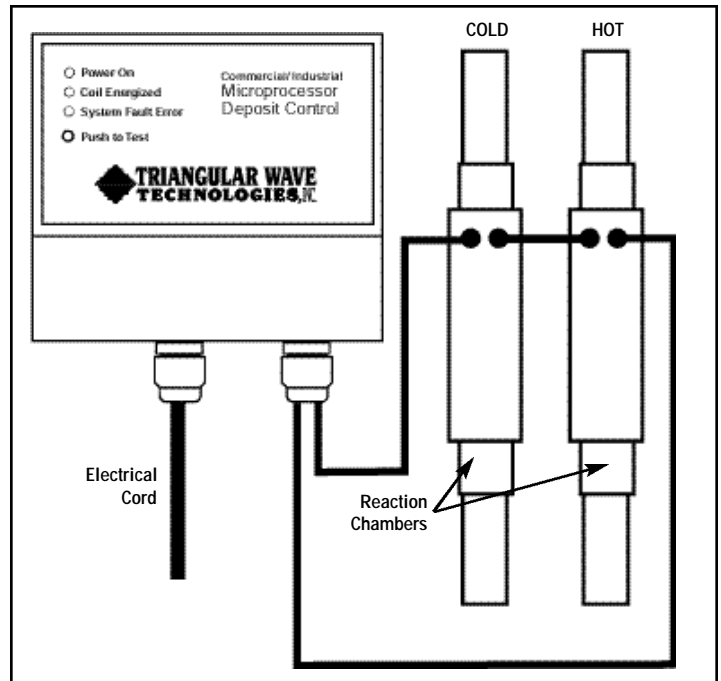 COLD
HOT
Power On
Coil Energized
System Fault Error
Push to Test
Commercial/Industrial
Microprocessor
Deposit Control
TRIANGULAR WAVE
TECHNOLOGIES, INC.
Electrical
Cord
Reaction
Chambers